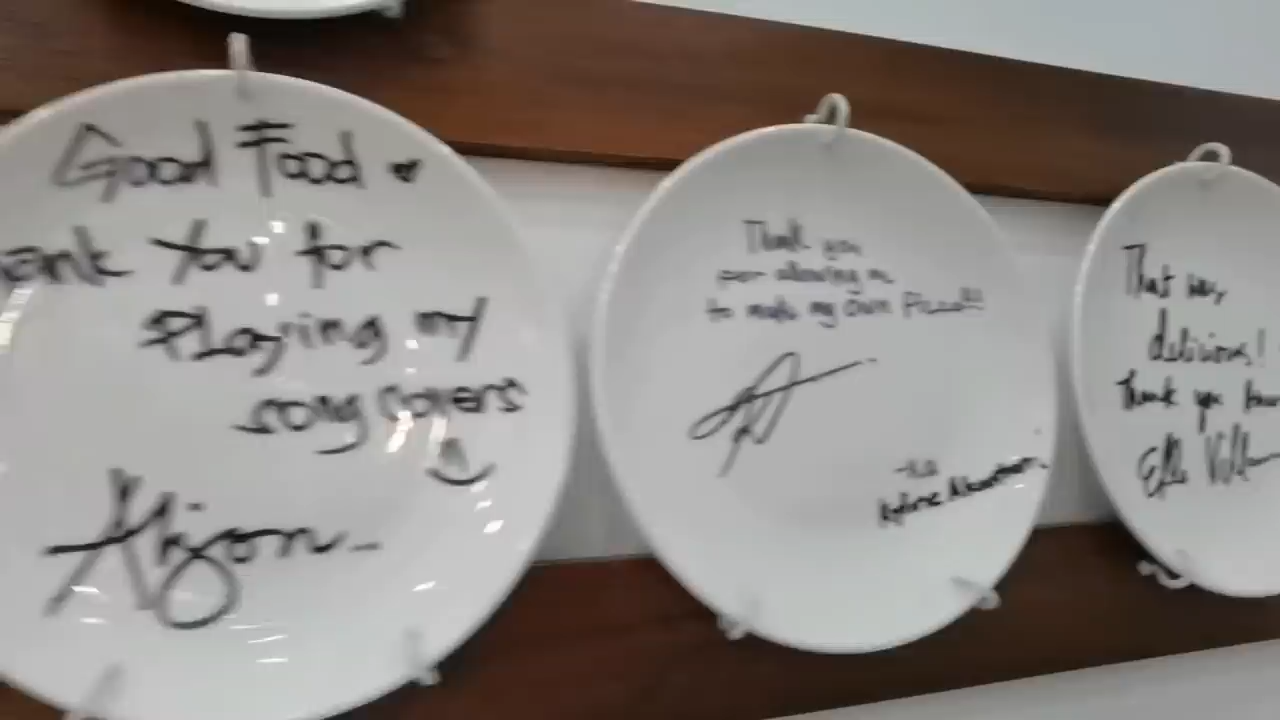 Good Food ♥
ank You for
Playing my
song covers
Thank you
for allowing me
to make my own Pizza!!!
That was
delicious!
Thank you
Elle